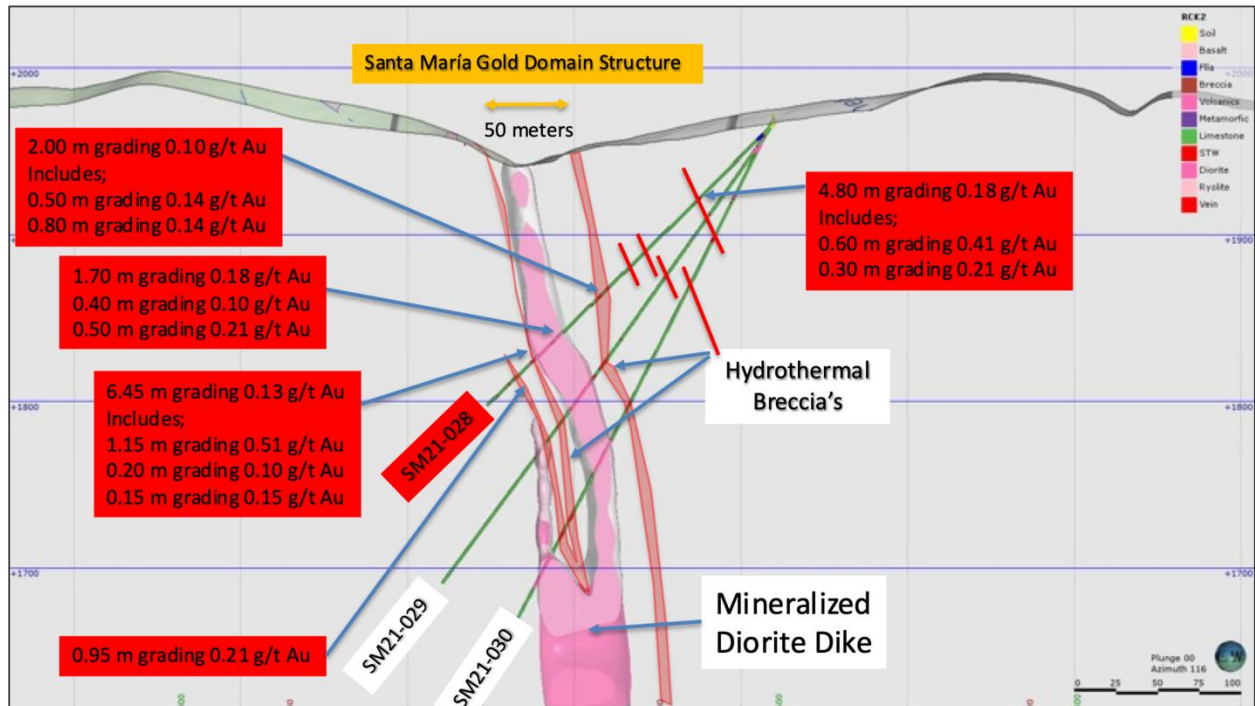 Santa María Gold Domain Structure
50 meters
RCK2
Soil
Basalt
Flla
Breccia
Volcanics
Metamorfic
Limestone
STW
Diorite
Ryolite
Vein
+2000
+2000
2.00 m grading 0.10 g/t Au
Includes;
0.50 m grading 0.14 g/t Au
0.80 m grading 0.14 g/t Au
4.80 m grading 0.18 g/t Au
Includes;
0.60 m grading 0.41 g/t Au
0.30 m grading 0.21 g/t Au
+1900
+1900
1.70 m grading 0.18 g/t Au
0.40 m grading 0.10 g/t Au
0.50 m grading 0.21 g/t Au
Hydrothermal
Breccia's
6.45 m grading 0.13 g/t Au
Includes;
1.15 m grading 0.51 g/t Au
0.20 m grading 0.10 g/t Au
0.15 m grading 0.15 g/t Au
+1800
+1800
SM21-028
+1700
+1700
SM21-029
SM21-030
Mineralized
Diorite Dike
0.95 m grading 0.21 g/t Au
Plunge 00
Azimuth 116
0 25 50 75 100